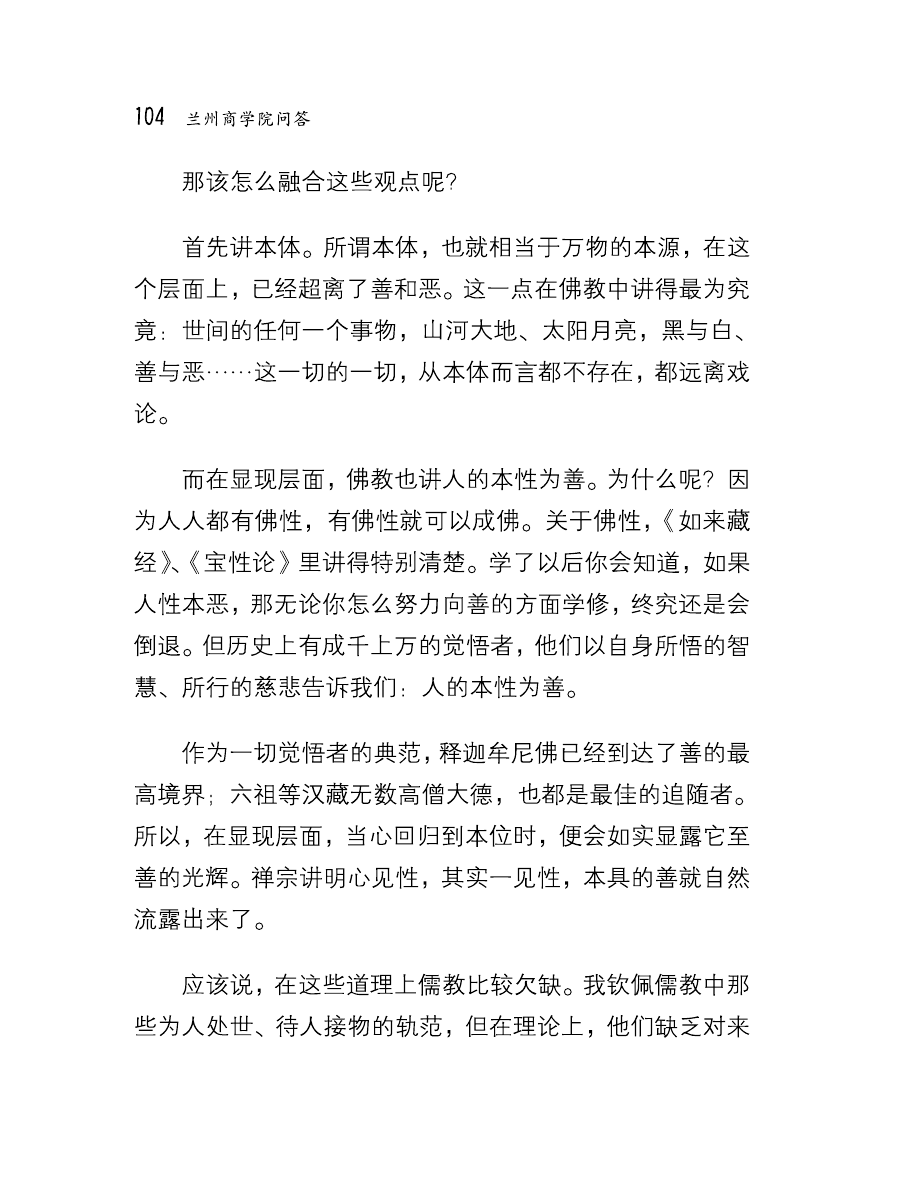 104 兰州商学院问答
那该怎么融合这些观点呢？
首先讲本体。所谓本体，也就相当于万物的本源，在这
个层面上，已经超离了善和恶。这一点在佛教中讲得最为究
竟：世间的任何一个事物，山河大地、太阳月亮，黑与白、
善与恶……这一切的一切，从本体而言都不存在，都远离戏
论。
而在显现层面，佛教也讲人的本性为善。为什么呢？因
为人人都有佛性，有佛性就可以成佛。关于佛性，《如来藏
经》、《宝性论》里讲得特别清楚。学了以后你会知道，如果
人性本恶，那无论你怎么努力向善的方面学修，终究还是会
倒退。但历史上有成千上万的觉悟者，他们以自身所悟的智
慧、所行的慈悲告诉我们：人的本性为善。
作为一切觉悟者的典范，释迦牟尼佛已经到达了善的最
高境界；六祖等汉藏无数高僧大德，也都是最佳的追随者。
所以，在显现层面，当心回归到本位时，便会如实显露它至
善的光辉。禅宗讲明心见性，其实一见性，本具的善就自然
流露出来了。
应该说，在这些道理上儒教比较欠缺。我钦佩儒教中那
些为人处世、待人接物的轨范，但在理论上，他们缺乏对来